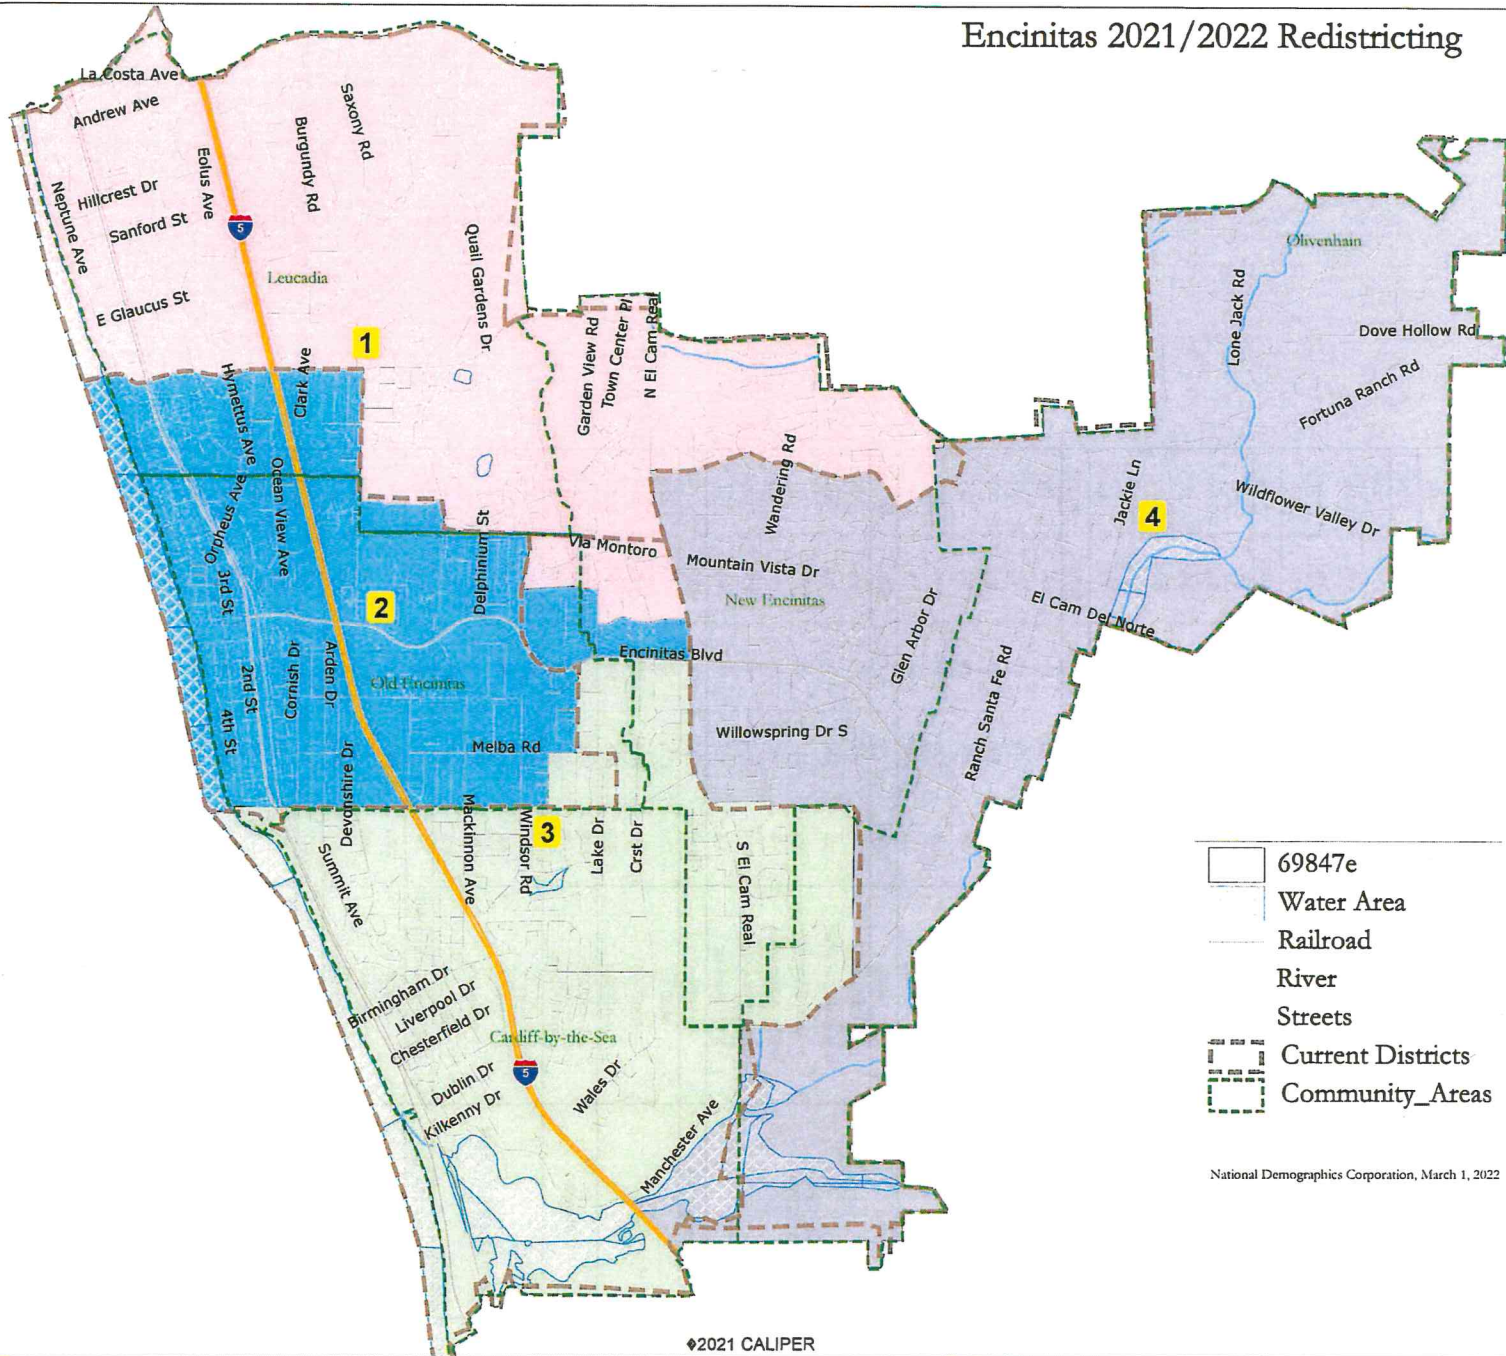 Encinitas 2021/2022 Redistricting
La Costa Ave
Andrew Ave
Saxony Rd
Burgundy Rd
Eolus Ave
Hillcrest Dr
Neptune Ave
Sanford St
5
Quail Gardens Dr
Leucadia
E Glaucus St
Olivenhain
Lone Jack Rd
Dove Hollow Rd
Garden View Rd
Town Center Pl
N El Cam Real
1
Hymettus Ave
Clark Ave
Fortuna Ranch Rd
Wandering Rd
Jackie Ln
4
Wildflower Valley Dr
Ocean View Ave
Orpheus Ave
Delphinium St
Via Montoro
Mountain Vista Dr
3rd St
2
New Encinitas
Glen Arbor Dr
El Cam Del Norte
Encinitas Blvd
Cornish Dr
Arden Dr
2nd St
Old Encinitas
Ranch Santa Fe Rd
4th St
Melba Rd
Willowspring Dr S
Devonshire Dr
Mackinnon Ave
Windsor Rd
3
Lake Dr
Crst Dr
S El Cam Real
Summit Ave
Birmingham Dr
Liverpool Dr
Chesterfield Dr
Cardiff-by-the-Sea
5
Dublin Dr
Kilkenny Dr
Wales Dr
Manchester Ave
69847e
Water Area
Railroad
River
Streets
Current Districts
Community_Areas
National Demographics Corporation, March 1, 2022
�2021 CALIPER